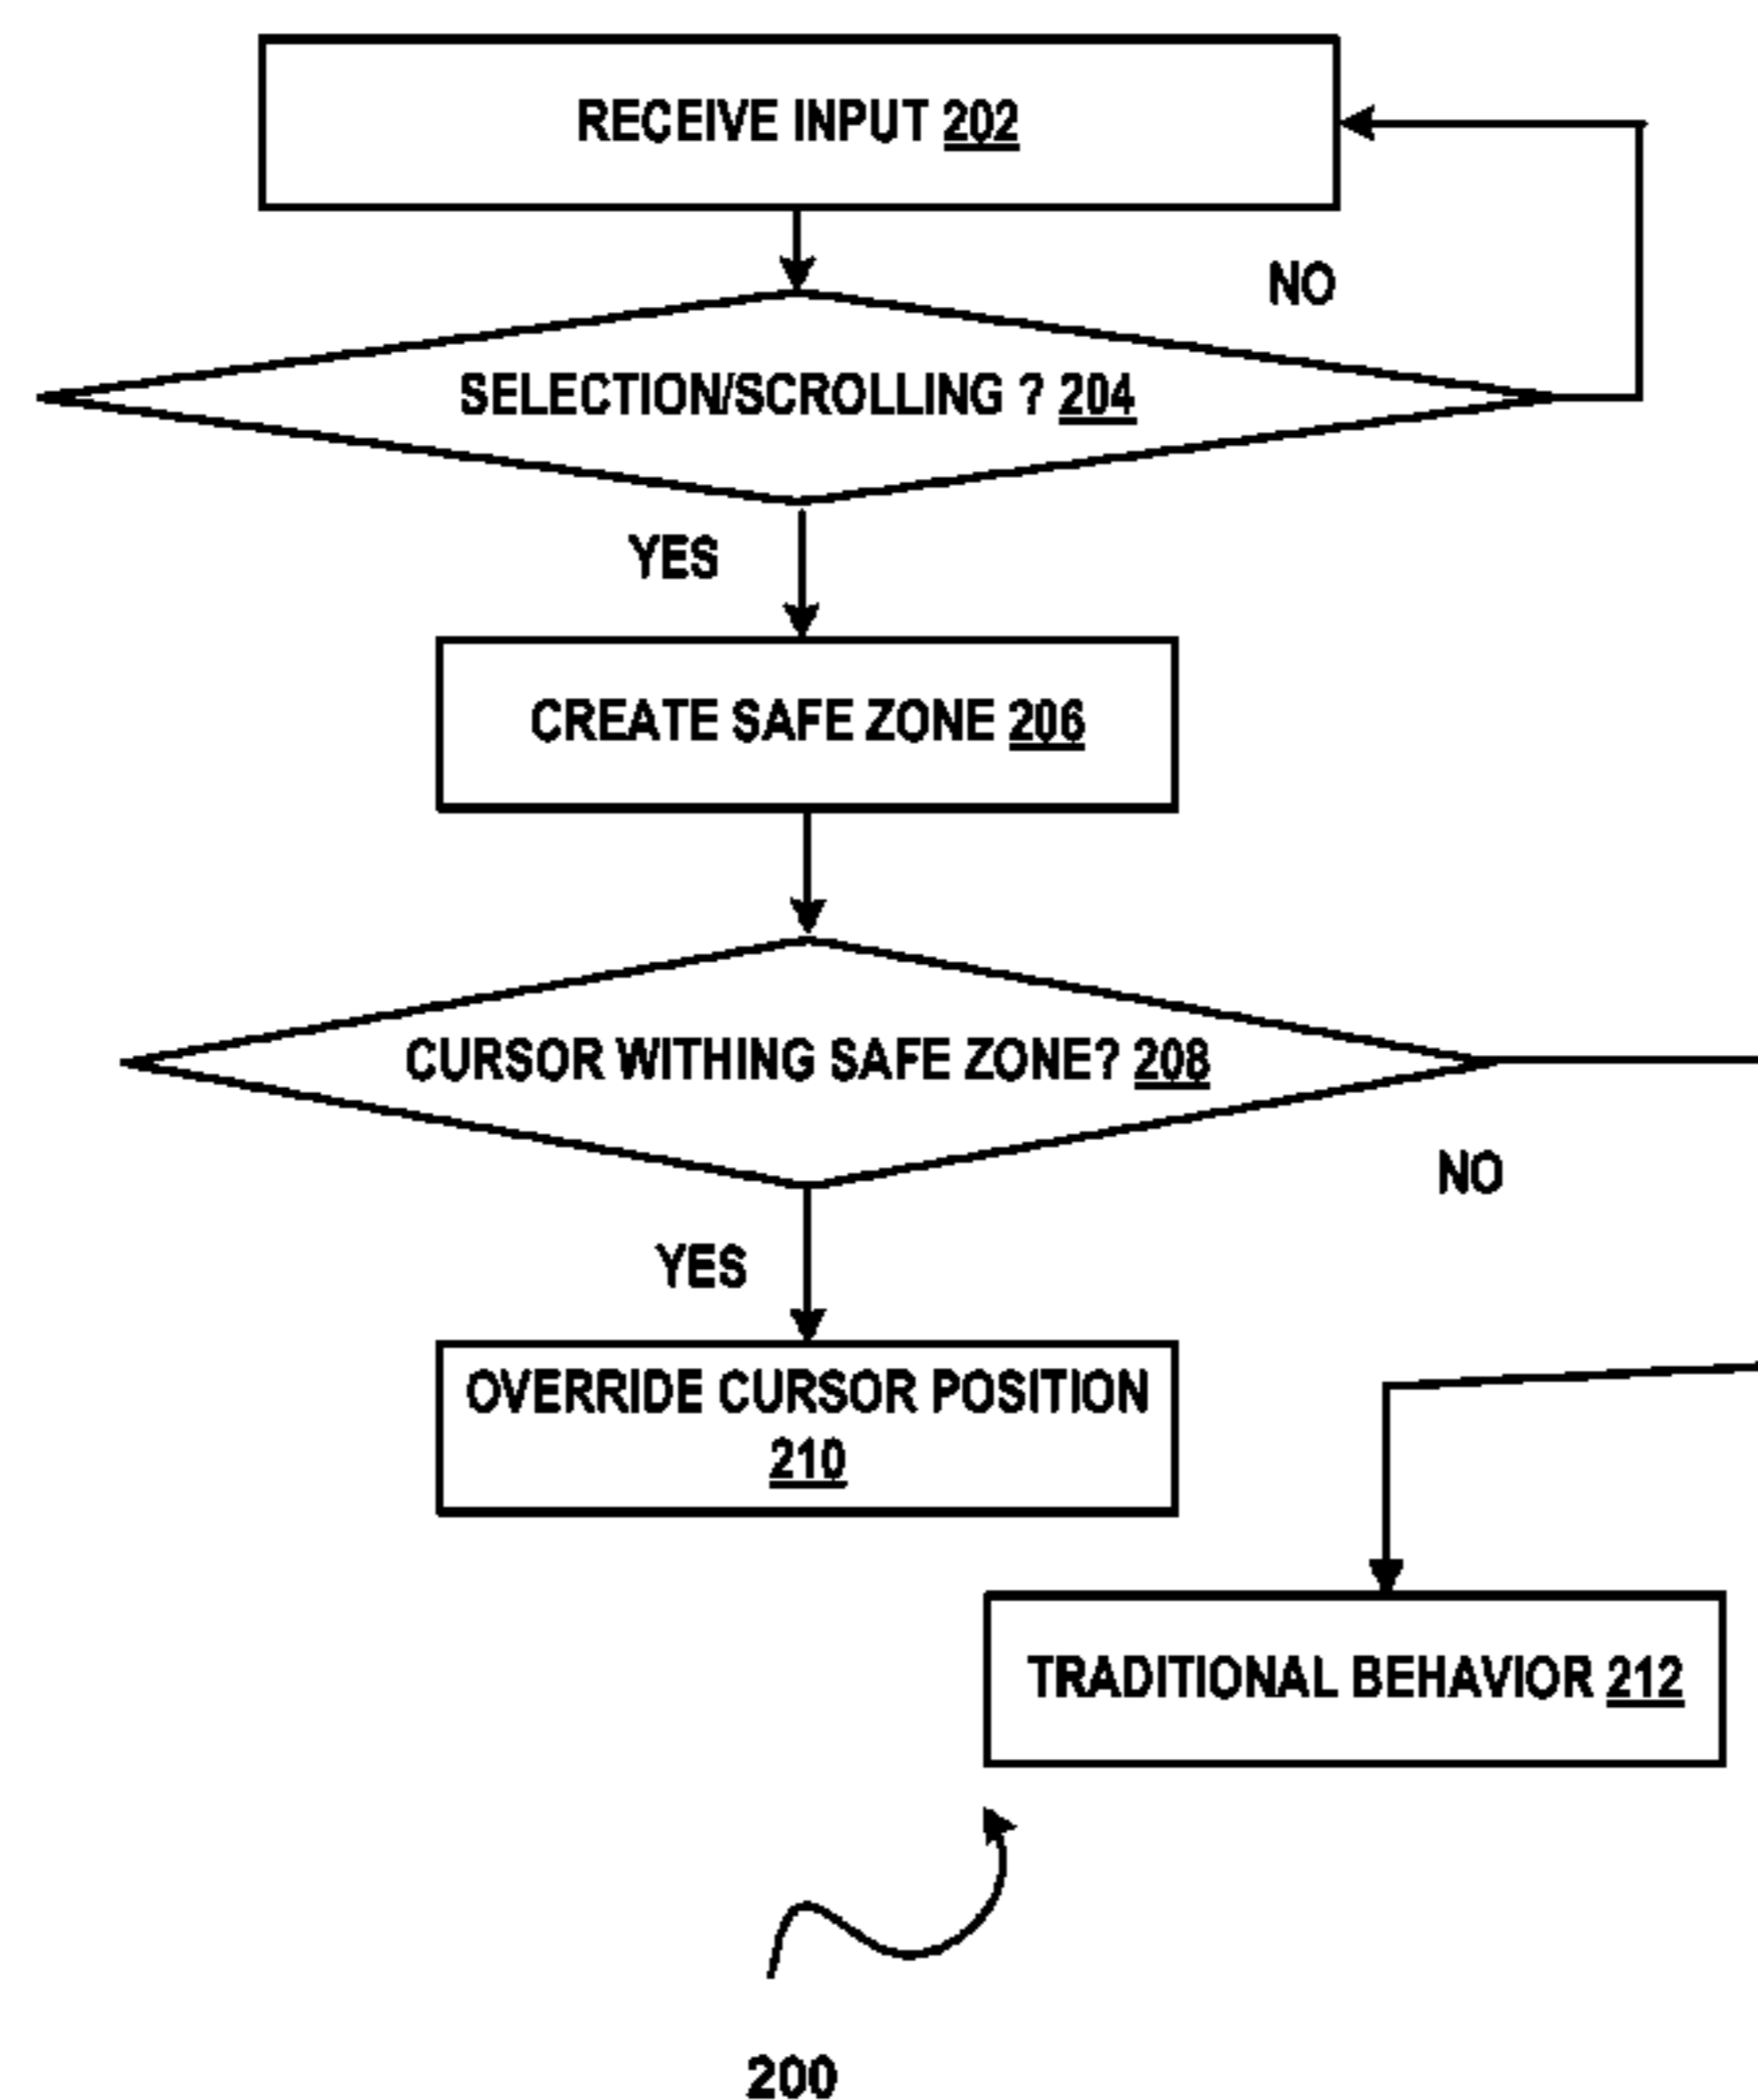 RECEIVE INPUT 202
NO
SELECTION/SCROLLING ? 204
YES
CREATE SAFE ZONE 206
CURSOR WITHING SAFE ZONE? 208
NO
YES
OVERRIDE CURSOR POSITION
210
TRADITIONAL BEHAVIOR 212
200